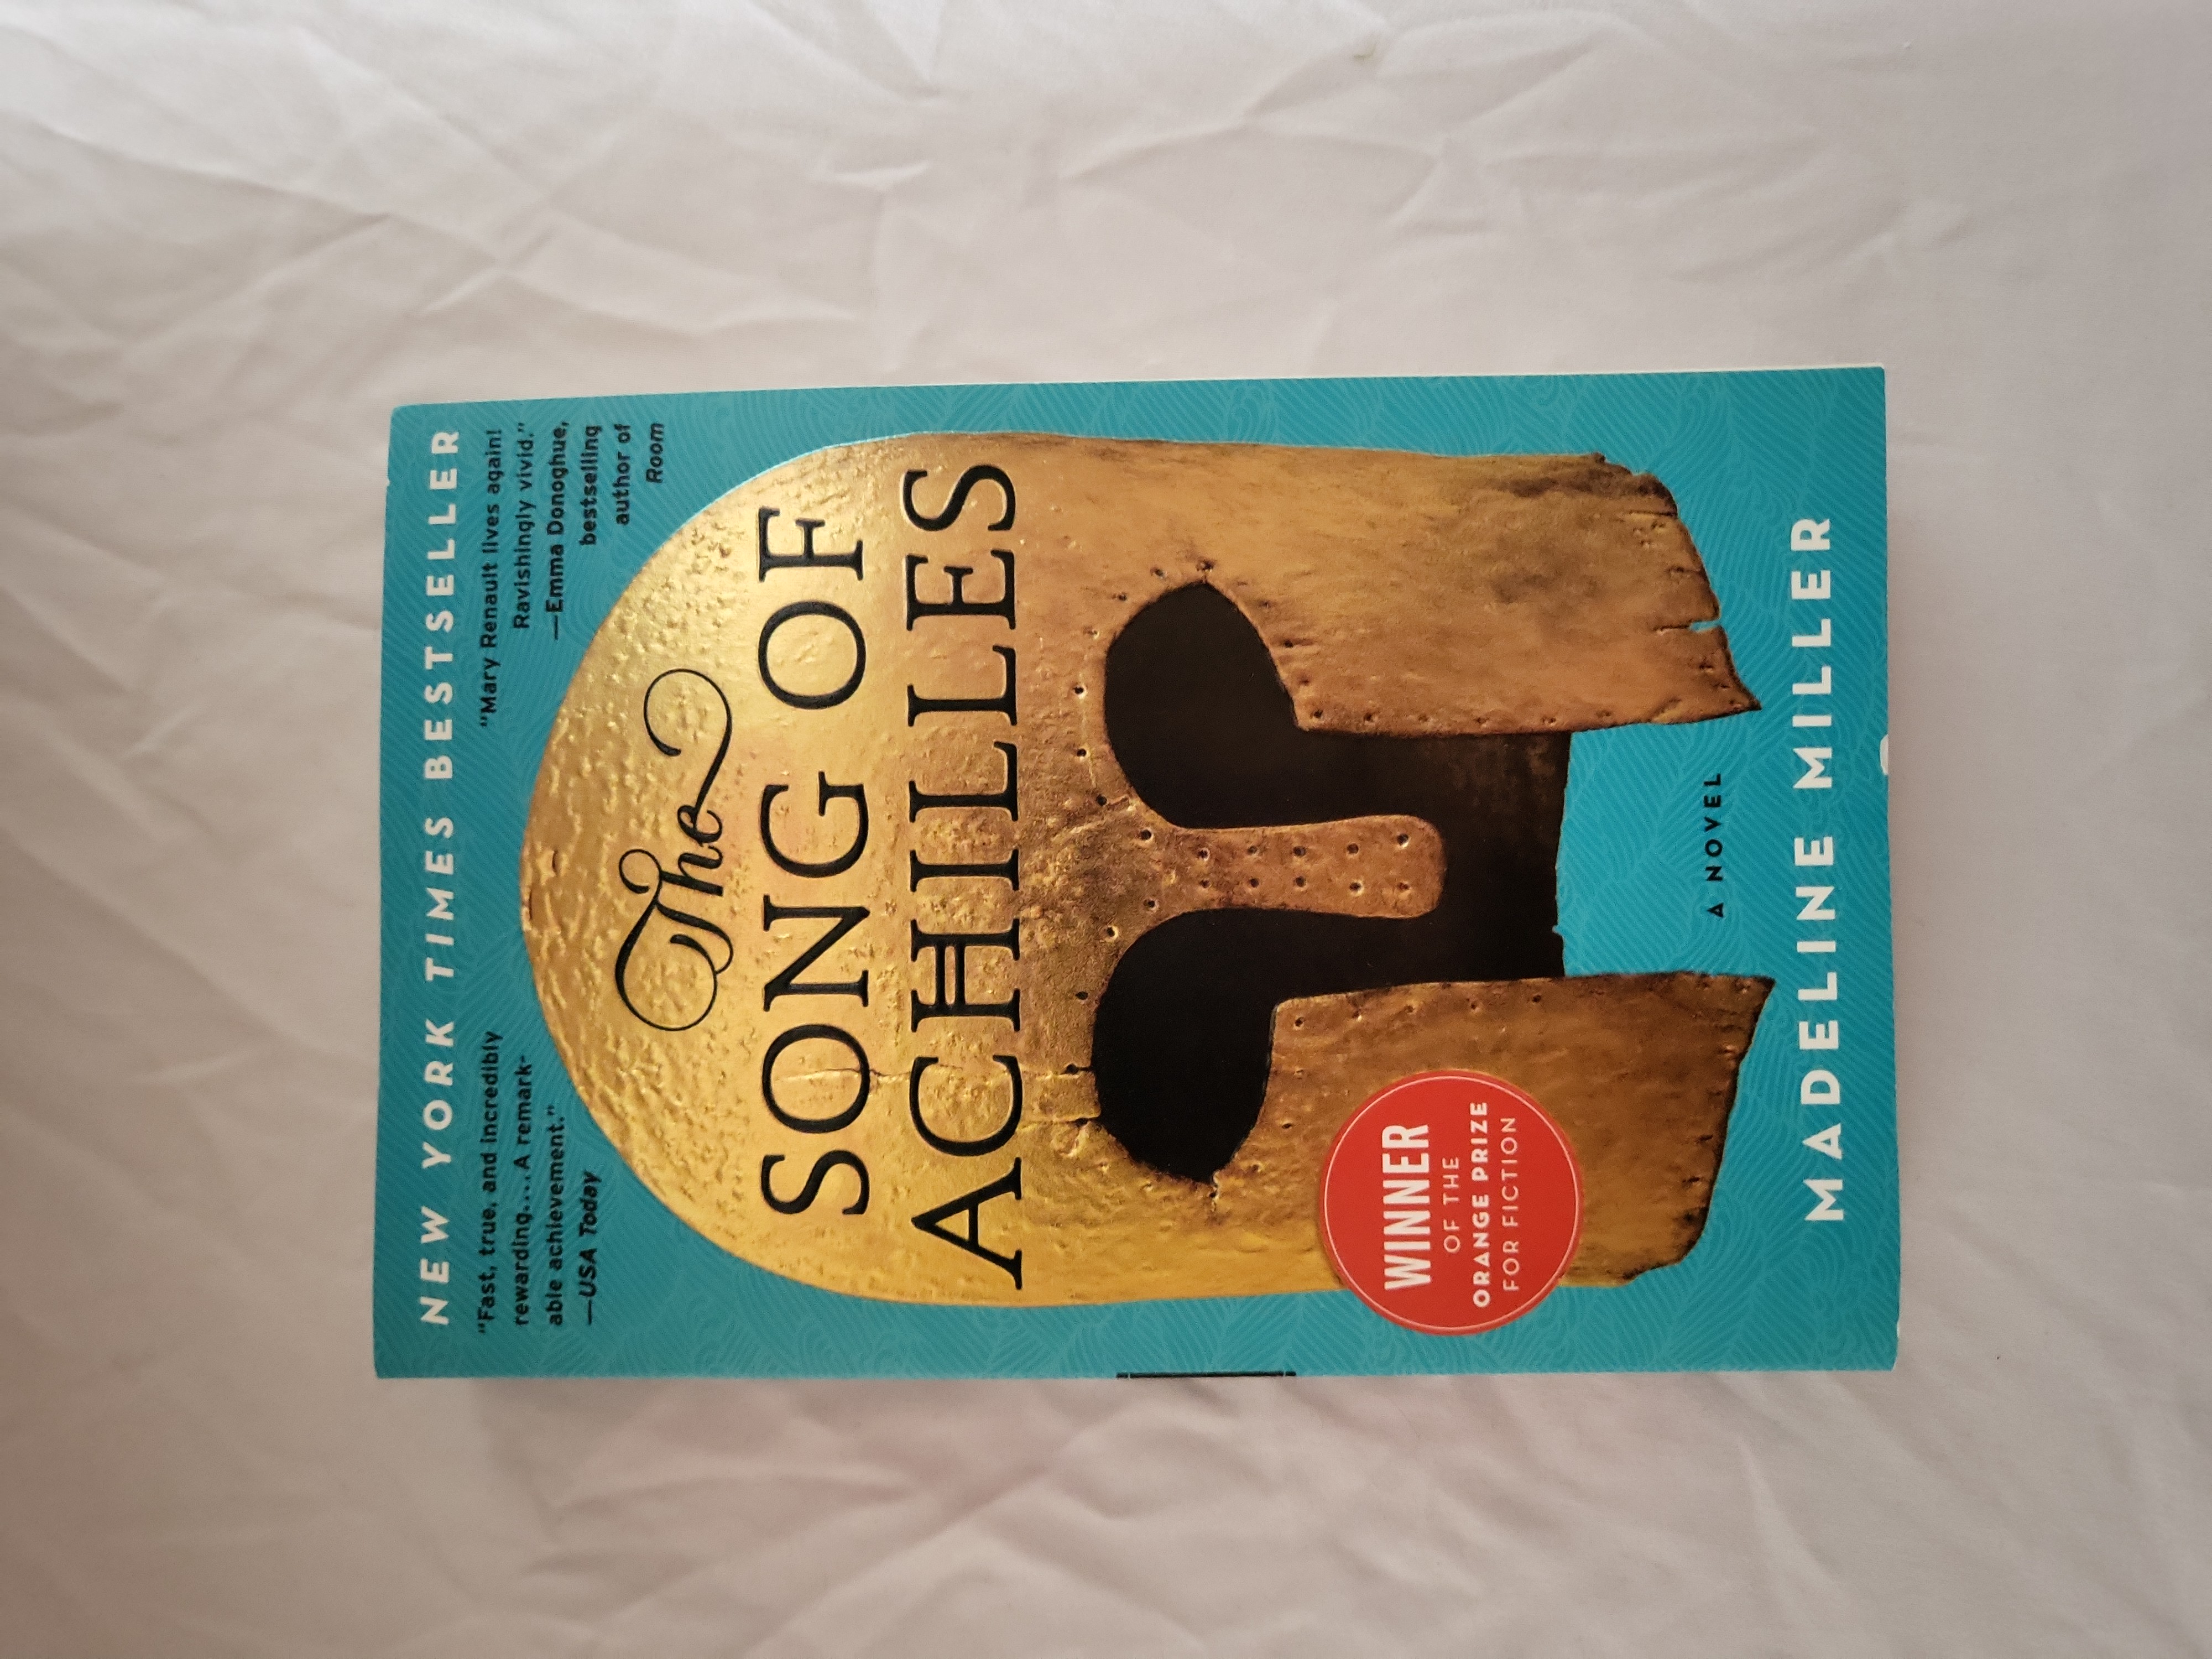 NEW YORK TIMES BESTSELLER
"Fast, true, and incredibly
rewarding....A remark-
able achievement."
—USA Today
"Mary Renault lives again!
Ravishingly vivid."
—Emma Donoghue,
bestselling
author of
Room
The
SONG OF
ACHILLES
WINNER
OF THE
ORANGE PRIZE
FOR FICTION
A NOVEL
MADELINE MILLER